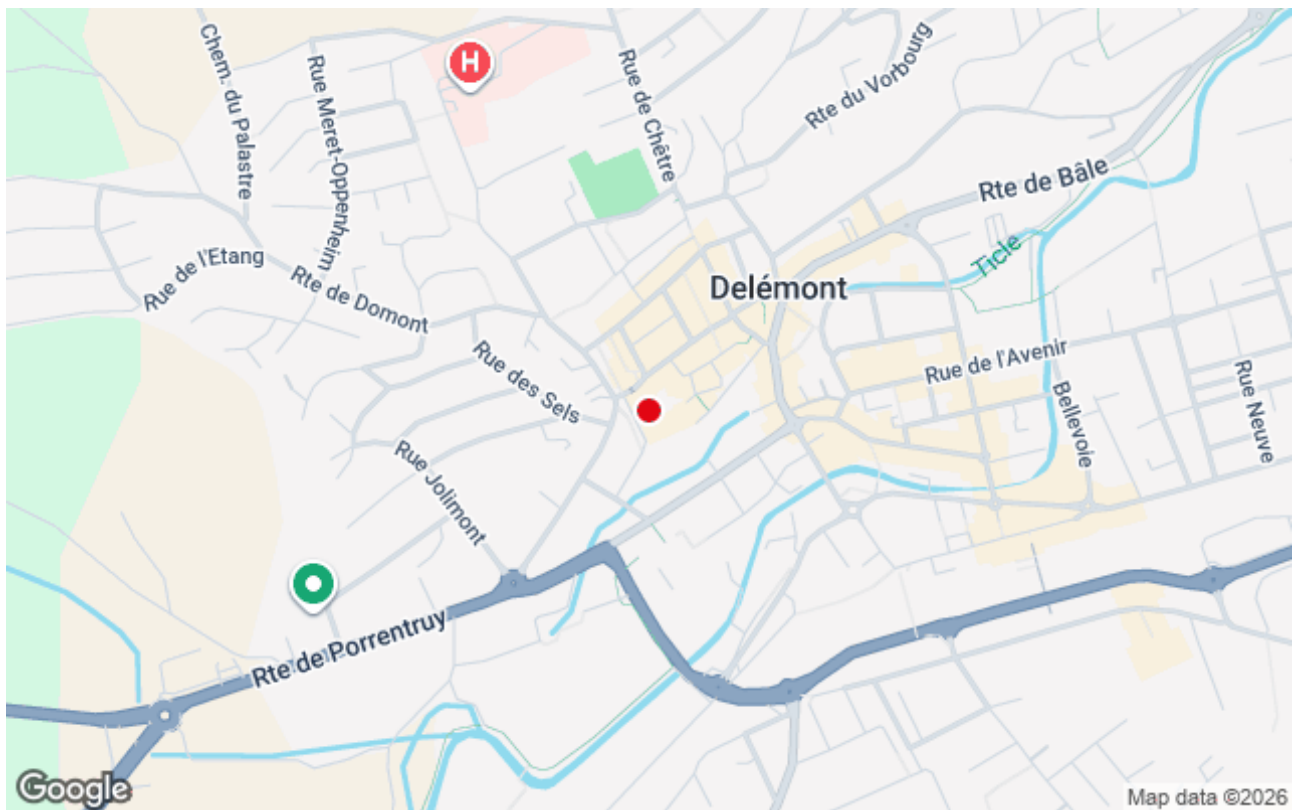 Chem. du Palastre
Rue Meret-Oppenheim
H
Rue de Chêtre
Rte du Vorbourg
Rte de Bâle
Ticle
Rue de l'Etang
Rte de Domont
Delémont
Rue des Sels
Rue de l'Avenir
Bellevoie
Rue Neuve
Rue Jolimont
Rte de Porrentruy
Google
Map data ©2026